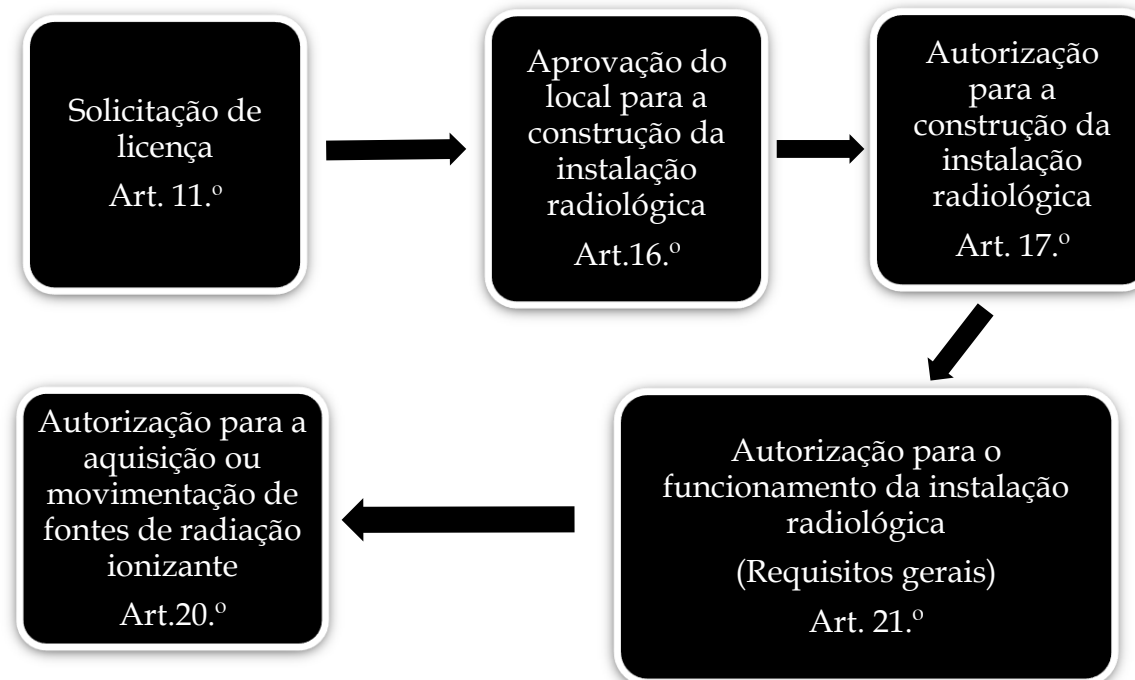 Solicitação de
licença
Art. 11.º
Aprovação do
local para a
construção da
instalação
radiológica
Art.16.º
Autorização
para a
construção da
instalação
radiológica
Art. 17.º
Autorização para o
funcionamento da instalação
radiológica
(Requisitos gerais)
Art. 21.º
Autorização para a
aquisição ou
movimentação de
fontes de radiação
ionizante
Art.20.º